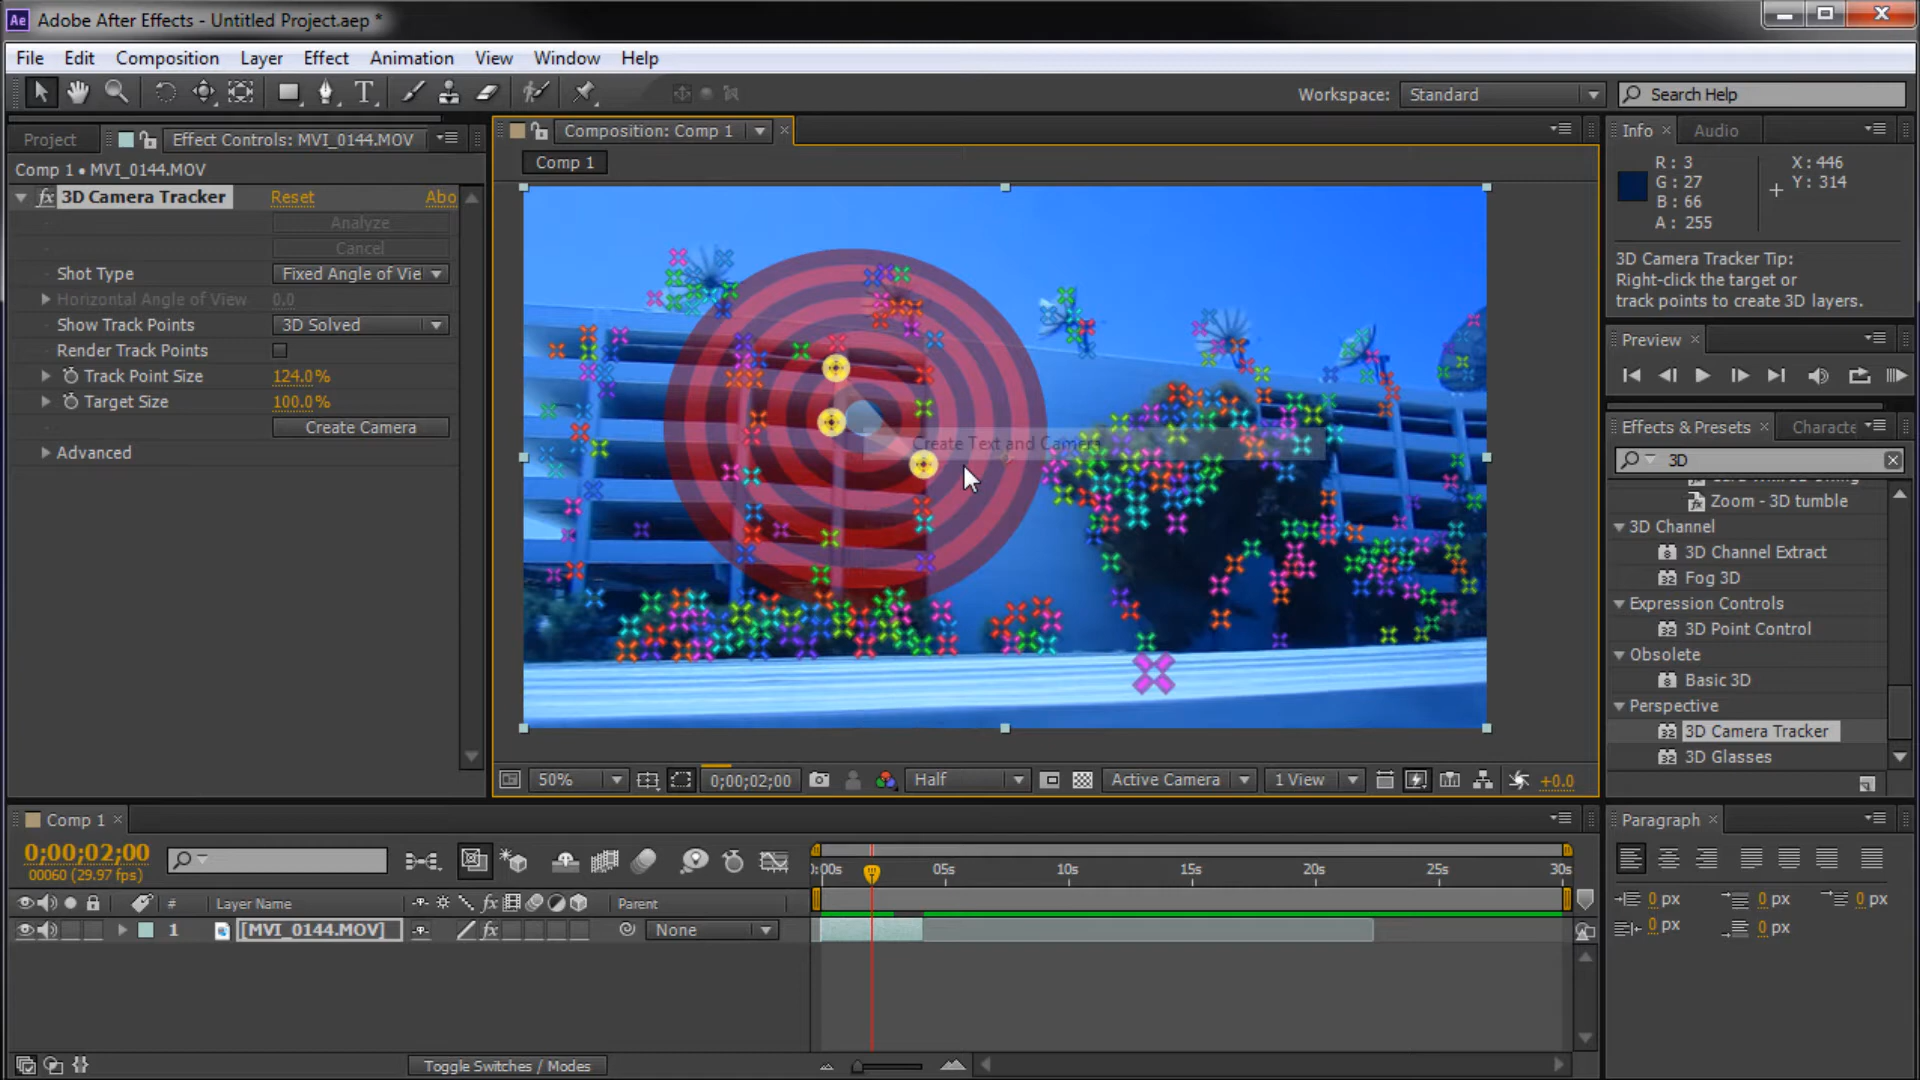 Adobe After Effects - Untitled Project.aep *
File Edit Composition Layer Effect Animation View Window Help
Workspace: Standard Search Help
Project Effect Controls: MVI_0144.MOV
Comp 1 • MVI_0144.MOV
fx 3D Camera Tracker Reset Abo
Analyze
Cancel
Shot Type Fixed Angle of Vie
Horizontal Angle of View 0.0
Show Track Points 3D Solved
Render Track Points
Track Point Size 124.0%
Target Size 100.0%
Create Camera
Advanced
Composition: Comp 1
Comp 1
Create Text and Camera
50% 0;00;02;00 Half Active Camera 1 View +0.0
Info Audio
R: 3 X: 446
G: 27 Y: 314
B: 66
A: 255
3D Camera Tracker Tip:
Right-click the target or
track points to create 3D layers.
Preview
Effects & Presets Characte
3D
Zoom - 3D tumble
3D Channel
3D Channel Extract
Fog 3D
Expression Controls
3D Point Control
Obsolete
Basic 3D
Perspective
3D Camera Tracker
3D Glasses
Comp 1
0;00;02;00
00060 (29.97 fps)
# Layer Name fx Parent
1 [MVI_0144.MOV] fx None
):00s 05s 10s 15s 20s 25s 30s
Toggle Switches / Modes
Paragraph
0 px 0 px 0 px
0 px 0 px